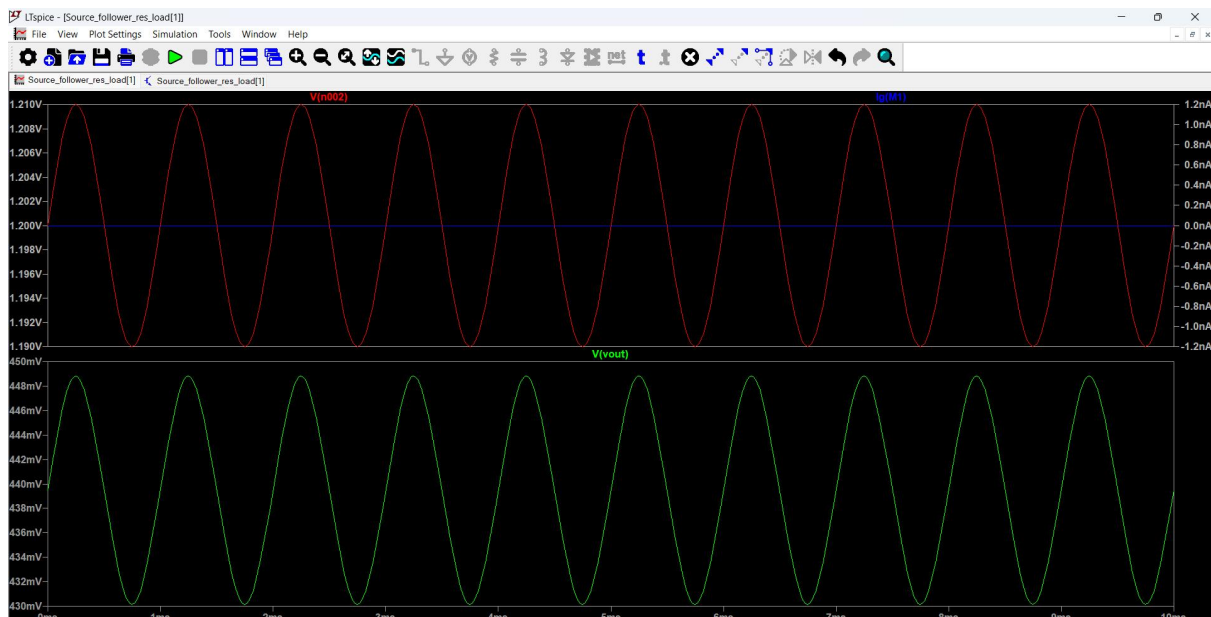 LTspice - [Source_follower_res_load[1]]
File View Plot Settings Simulation Tools Window Help
Source_follower_res_load[1] Source_follower_res_load[1]
V(n002) Ig(M1)
1.210V 1.2nA
1.208V 1.0nA
1.206V 0.8nA
0.6nA
1.204V 0.4nA
1.202V 0.2nA
1.200V 0.0nA
1.198V -0.2nA
1.196V -0.4nA
-0.6nA
1.194V -0.8nA
1.192V -1.0nA
1.190V -1.2nA
V(vout)
450mV
448mV
446mV
444mV
442mV
440mV
438mV
436mV
434mV
432mV
430mV
0ms 1ms 2ms 3ms 4ms 5ms 6ms 7ms 8ms 9ms 10ms